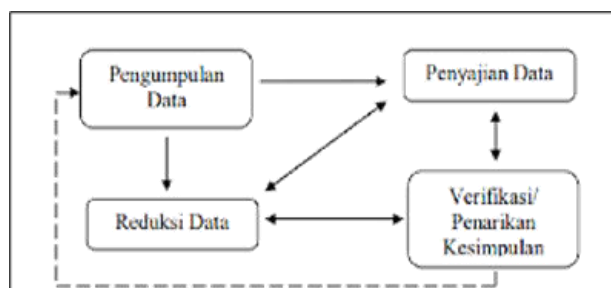 Pengumpulan
Data
Penyajian Data
Reduksi Data
Verifikasi/
Penarikan
Kesimpulan